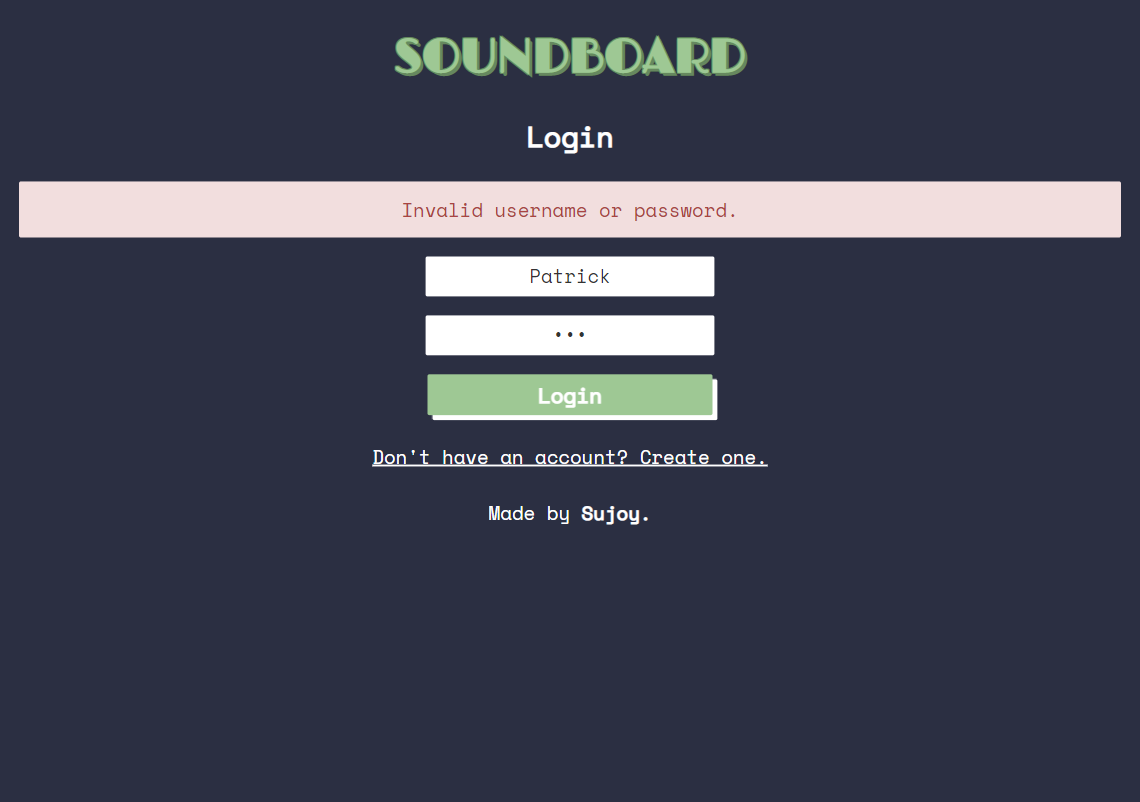 SOUNDBOARD
Login
Invalid username or password.
Patrick
•••
Login
Don't have an account? Create one.
Made by Sujoy.